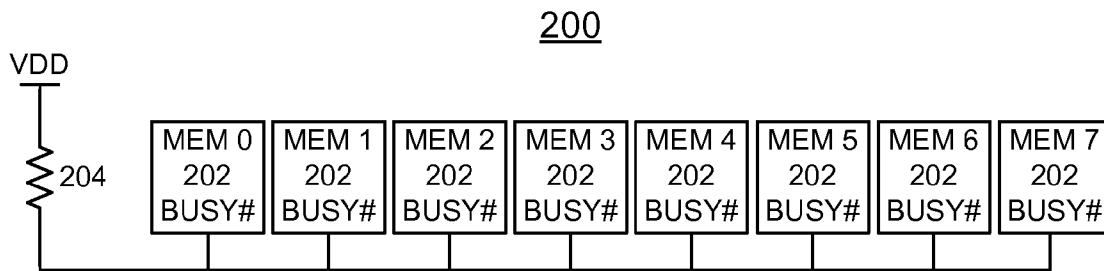 200
VDD
204
MEM 0
202
BUSY#
MEM 1
202
BUSY#
MEM 2
202
BUSY#
MEM 3
202
BUSY#
MEM 4
202
BUSY#
MEM 5
202
BUSY#
MEM 6
202
BUSY#
MEM 7
202
BUSY#